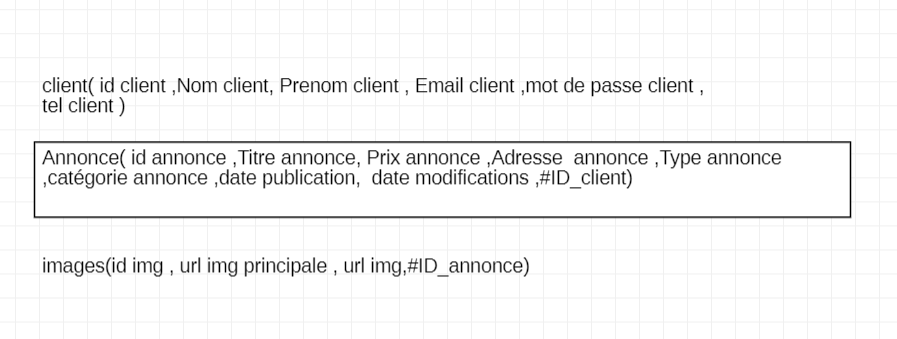 client( id client ,Nom client, Prenom client , Email client ,mot de passe client ,
tel client )
Annonce( id annonce ,Titre annonce, Prix annonce ,Adresse  annonce ,Type annonce
,catégorie annonce ,date publication,  date modifications ,#ID_client)
images(id img , url img principale , url img,#ID_annonce)